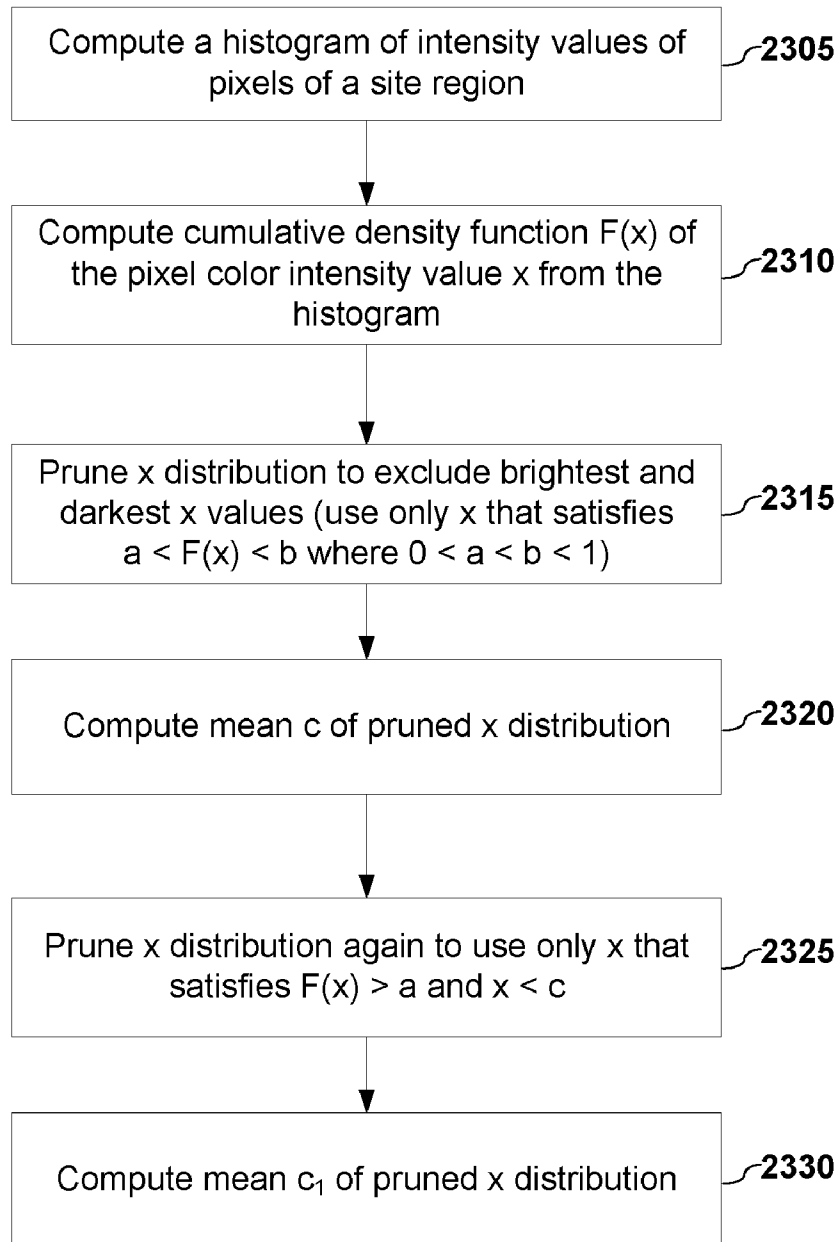 Compute a histogram of intensity values of
pixels of a site region
2305
Compute cumulative density function F(x) of
the pixel color intensity value x from the
histogram
2310
Prune x distribution to exclude brightest and
darkest x values (use only x that satisfies
a < F(x) < b where 0 < a < b < 1)
2315
Compute mean c of pruned x distribution
2320
Prune x distribution again to use only x that
satisfies F(x) > a and x < c
2325
Compute mean c₁ of pruned x distribution
2330